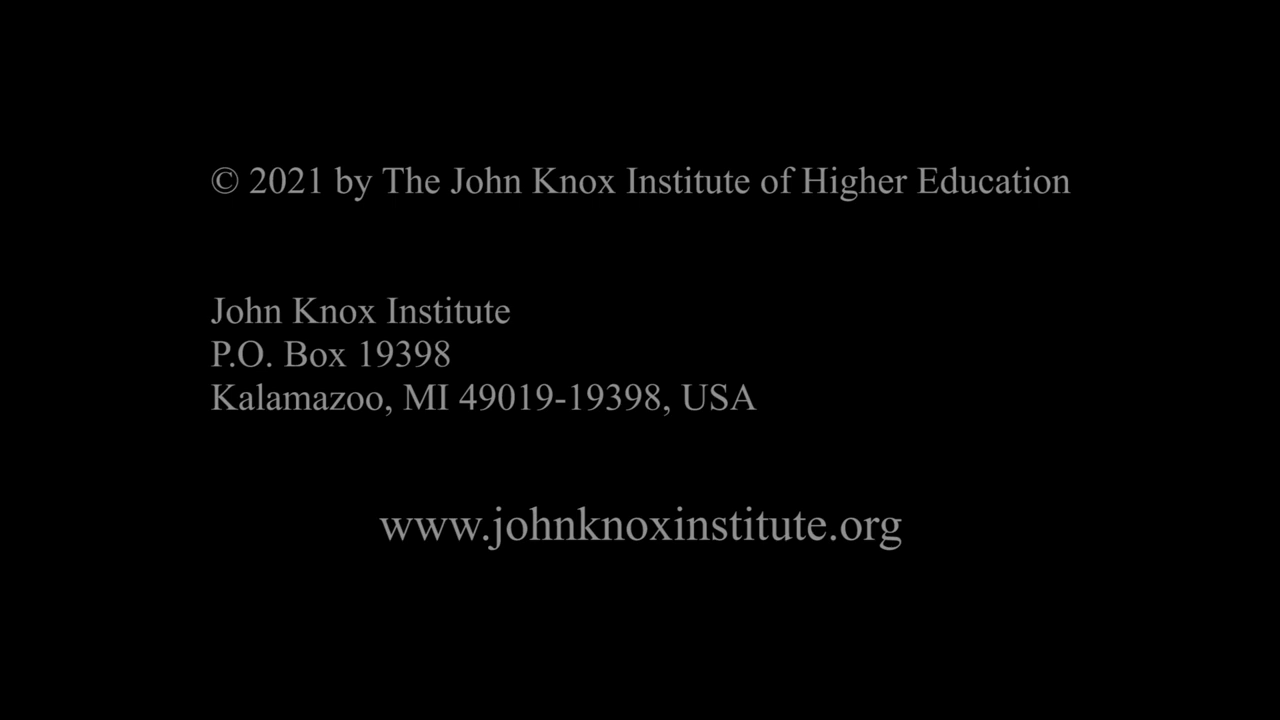 © 2021 by The John Knox Institute of Higher Education
John Knox Institute
P.O. Box 19398
Kalamazoo, MI 49019-19398, USA
www.johnknoxinstitute.org